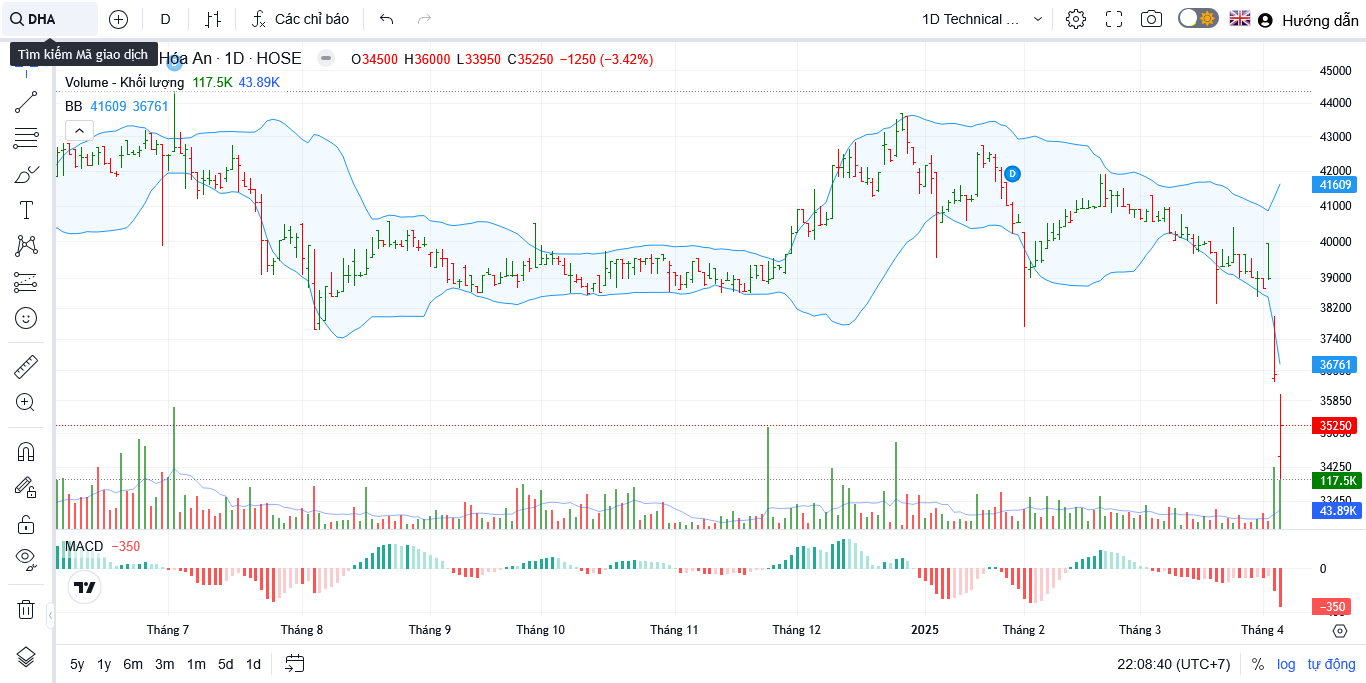 DHA
D
Các chỉ báo
1D Technical ...
Hướng dẫn
Tìm kiếm Mã giao dịch
Hóa An · 1D · HOSE
O34500 H36000 L33950 C35250 −1250 (−3.42%)
Volume - Khối lượng 117.5K 43.89K
BB 41609 36761
D
45000
44000
43000
42000
41609
41000
40000
39000
38200
37400
36761
35850
35250
34250
117.5K
33450
43.89K
MACD −350
0
−350
Tháng 7
Tháng 8
Tháng 9
Tháng 10
Tháng 11
Tháng 12
2025
Tháng 2
Tháng 3
Tháng 4
5y 1y 6m 3m 1m 5d 1d
22:08:40 (UTC+7)
% log tự động